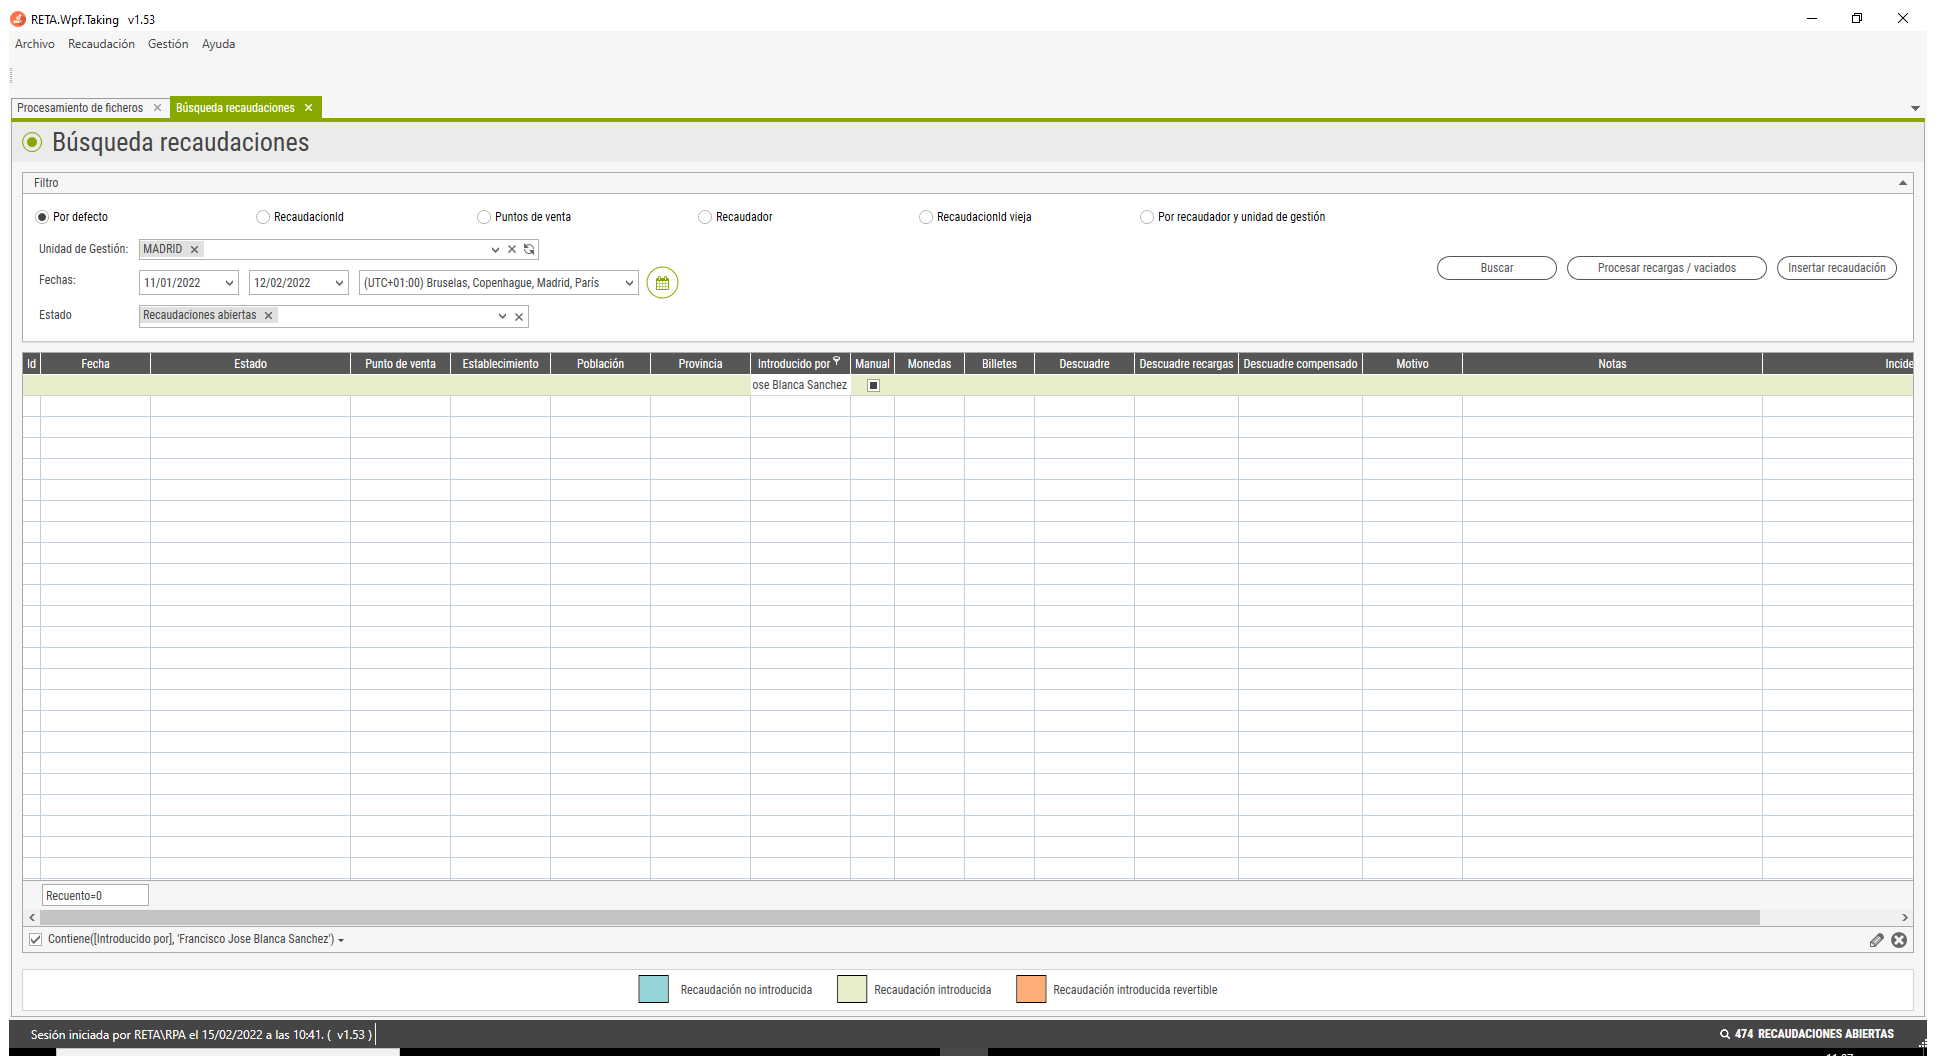 RETA.Wpf.Taking v1.53
Archivo Recaudación Gestión Ayuda
Procesamiento de ficheros Búsqueda recaudaciones
Búsqueda recaudaciones
Filtro
Por defecto RecaudacionId Puntos de venta Recaudador RecaudacionId vieja Por recaudador y unidad de gestión
Unidad de Gestión: MADRID
Fechas: 11/01/2022 12/02/2022 (UTC+01:00) Bruselas, Copenhague, Madrid, París
Buscar Procesar recargas / vaciados Insertar recaudación
Estado Recaudaciones abiertas
Id Fecha Estado Punto de venta Establecimiento Población Provincia Introducido por Manual Monedas Billetes Descuadre Descuadre recargas Descuadre compensado Motivo Notas Incide
ose Blanca Sanchez
Recuento=0
Contiene([Introducido por], 'Francisco Jose Blanca Sanchez')
Recaudación no introducida Recaudación introducida Recaudación introducida revertible
Sesión iniciada por RETA\RPA el 15/02/2022 a las 10:41. ( v1.53 ) 474 RECAUDACIONES ABIERTAS